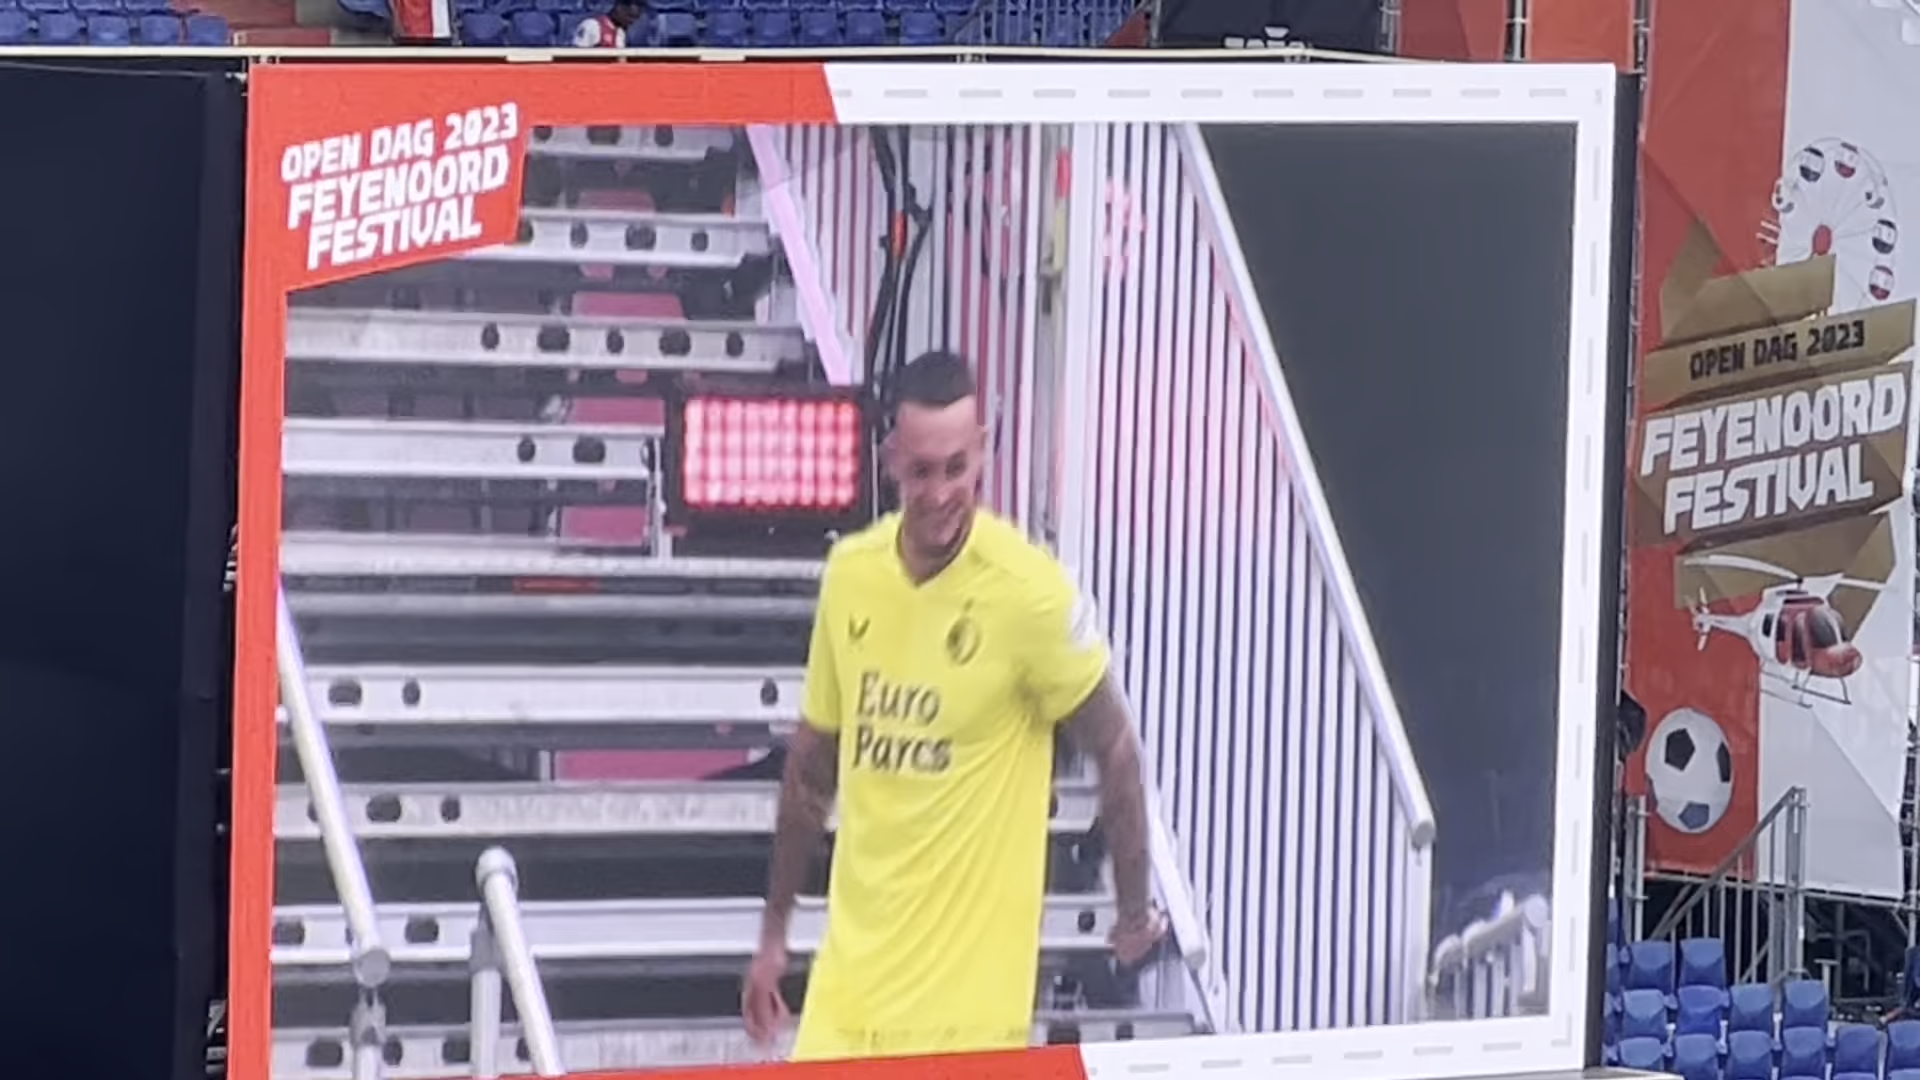 OPEN DAG 2023
FEYENOORD
FESTIVAL
Euro
Parcs
OPEN DAG 2023
FEYENOORD
FESTIVAL